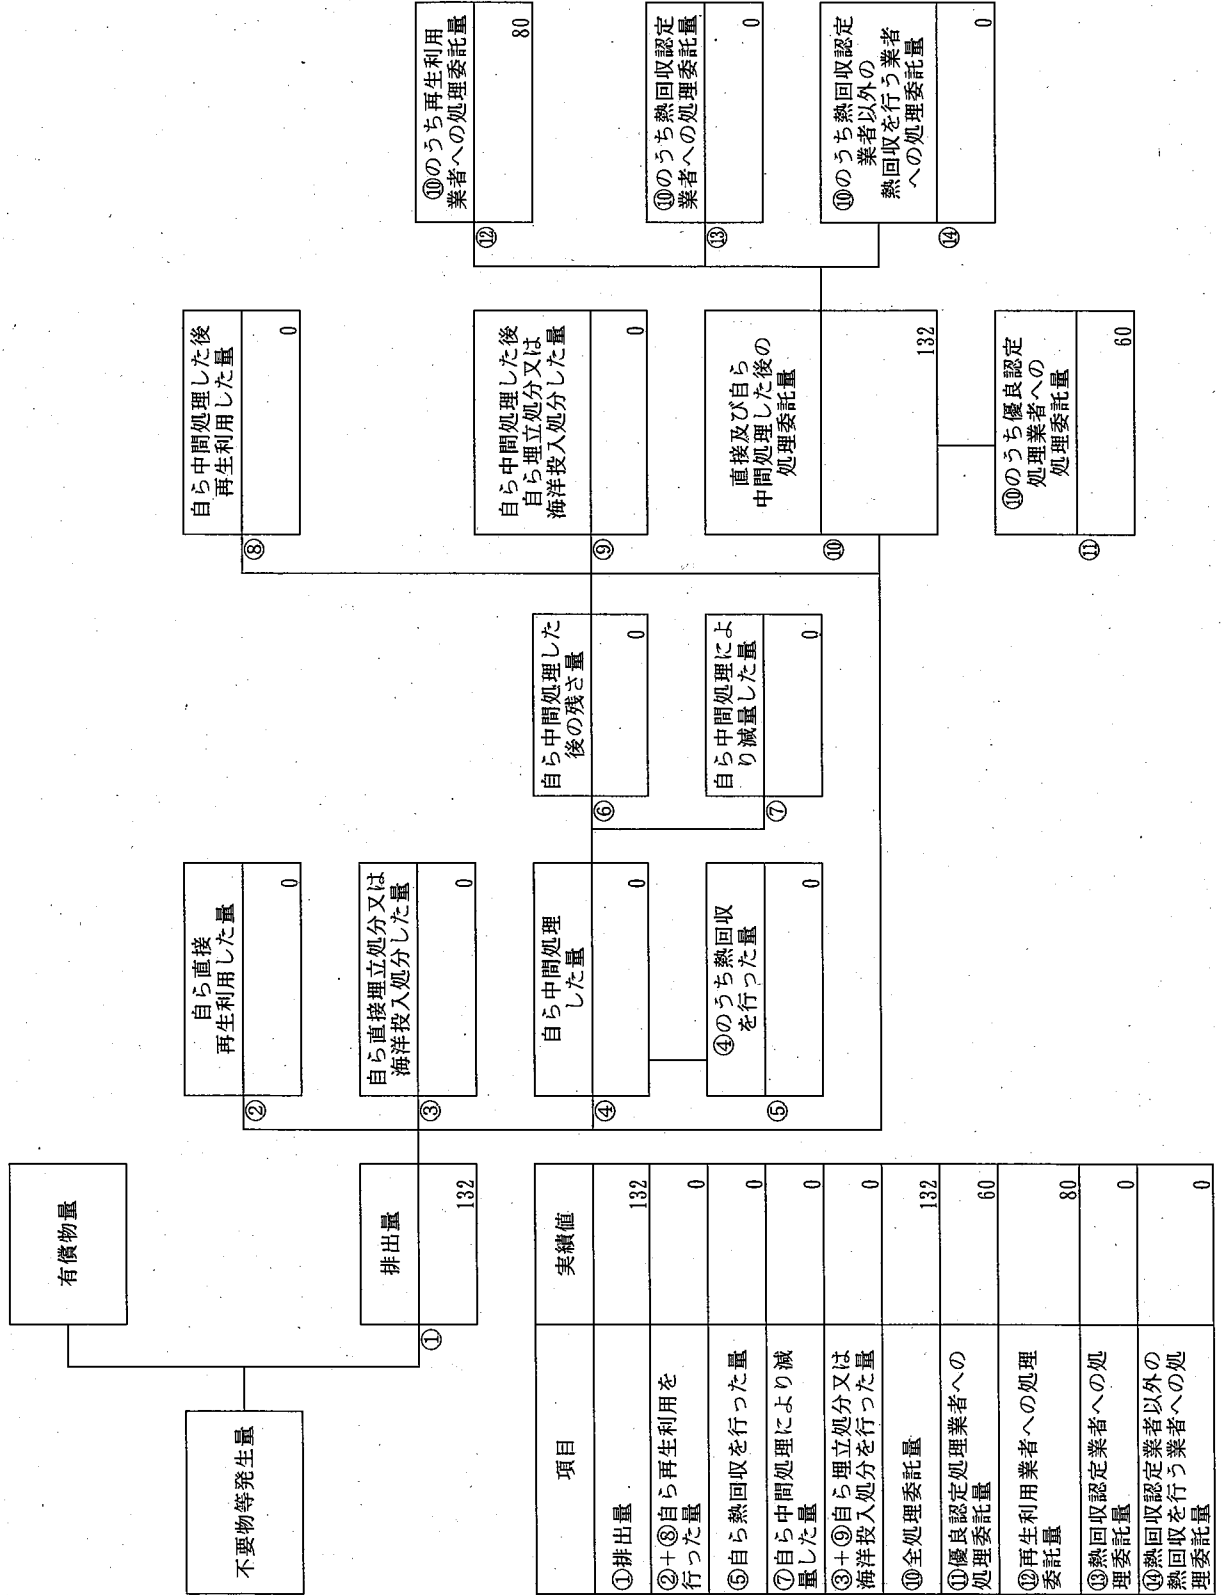 不要物等発生量
有償物量
排出量
①
132
自ら直接
再生利用した量
②
0
自ら直接埋立処分又は
海洋投入処分した量
③
0
自ら中間処理
した量
④
0
④のうち熱回収
を行った量
⑤
0
自ら中間処理した
後の残さ量
⑥
0
自ら中間処理によ
り減量した量
⑦
0
自ら中間処理した後
再生利用した量
⑧
0
自ら中間処理した後
自ら埋立処分又は
海洋投入処分した量
⑨
0
直接及び自ら
中間処理した後の
処理委託量
⑩
132
⑩のうち優良認定
処理業者への
処理委託量
⑪
60
⑩のうち再生利用
業者への処理委託量
⑫
80
⑩のうち熱回収認定
業者への処理委託量
⑬
0
⑩のうち熱回収認定
業者以外の
熱回収を行う業者
への処理委託量
⑭
0
項目 実績値
①排出量 132
②+⑧自ら再生利用を
行った量 0
⑤自ら熱回収を行った量 0
⑦自ら中間処理により減
量した量 0
③+⑨自ら埋立処分又は
海洋投入処分を行った量 0
⑩全処理委託量 132
⑪優良認定処理業者への
処理委託量 60
⑫再生利用業者への処理
委託量 80
⑬熱回収認定業者への処
理委託量 0
⑭熱回収認定業者以外の
熱回収を行う業者への処
理委託量 0